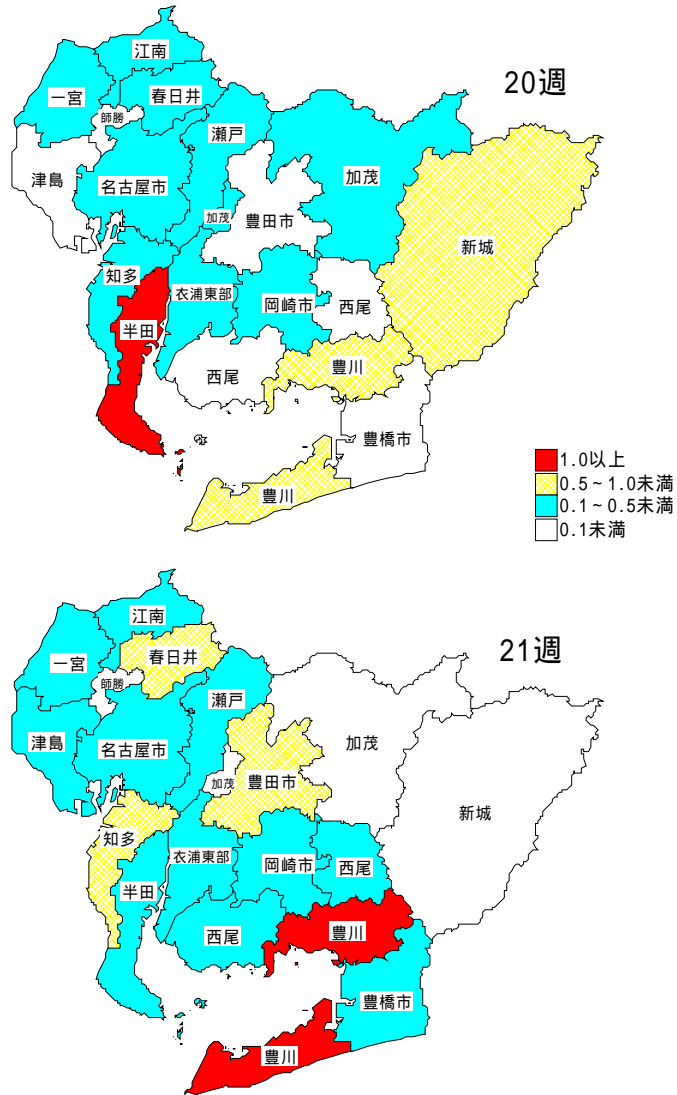 江南
20週
一宮
春日井
師勝
瀬戸
津島
名古屋市
加茂
加茂
豊田市
新城
知多
衣浦東部
岡崎市
西尾
半田
豊川
西尾
豊橋市
1.0以上
0.5~1.0未満
0.1~0.5未満
0.1未満
豊川
江南
21週
一宮
春日井
師勝
瀬戸
津島
名古屋市
加茂
加茂
豊田市
新城
知多
衣浦東部
岡崎市
西尾
半田
西尾
豊川
豊橋市
豊川